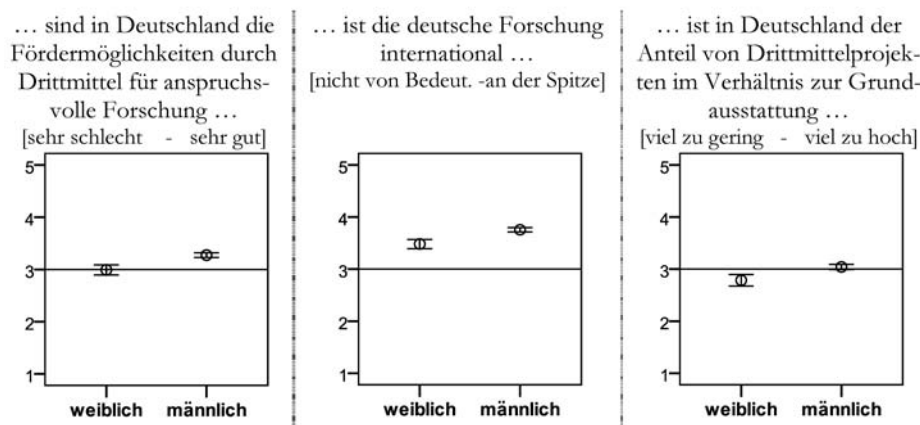 … sind in Deutschland die
Fördermöglichkeiten durch
Drittmittel für anspruchs-
volle Forschung …
[sehr schlecht - sehr gut]
5
4
3
2
1
weiblich männlich
… ist die deutsche Forschung
international …
[nicht von Bedeut. -an der Spitze]
5
4
3
2
1
weiblich männlich
… ist in Deutschland der
Anteil von Drittmittelprojek-
ten im Verhältnis zur Grund-
ausstattung …
[viel zu gering - viel zu hoch]
5
4
3
2
1
weiblich männlich